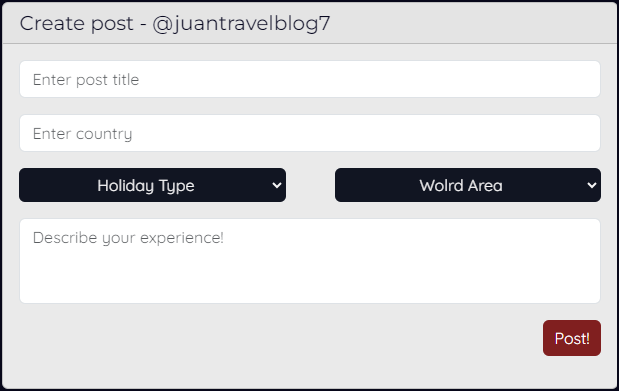 Create post - @juantravelblog7
Enter post title
Enter country
Holiday Type
Wolrd Area
Describe your experience!
Post!